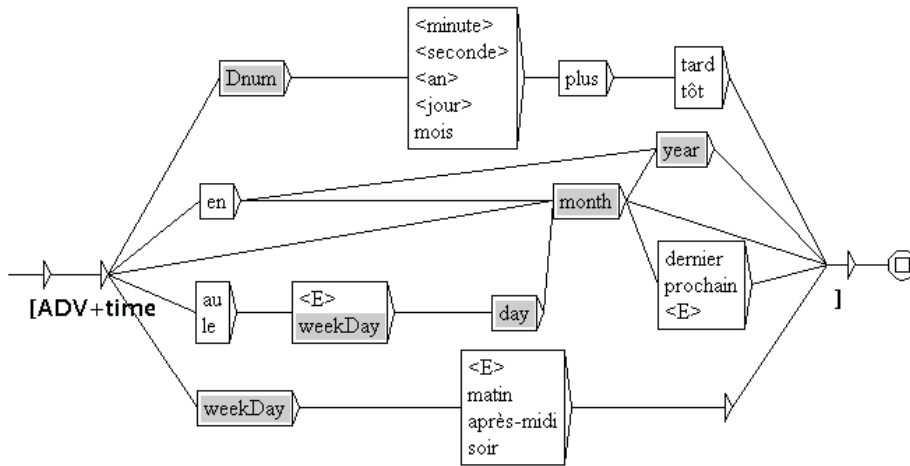 <minute>
<seconde>
<an>
<jour>
mois
Dnum
plus
tard
tôt
year
en
month
dernier
prochain
<E>
au
le
<E>
weekDay
day
[ADV+time
]
<E>
matin
après-midi
soir
weekDay